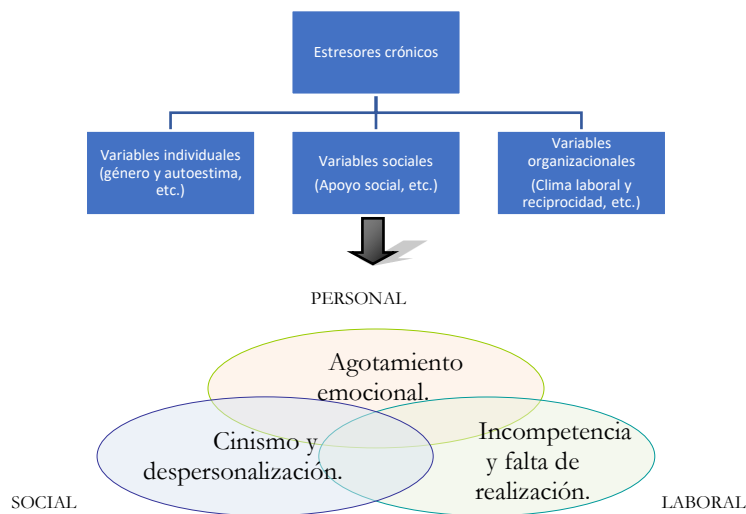 Estresores crónicos
Variables individuales
(género y autoestima,
etc.)
Variables sociales
(Apoyo social, etc.)
Variables
organizacionales
(Clima laboral y
reciprocidad, etc.)
PERSONAL
Agotamiento
emocional.
Cinismo y
despersonalización.
Incompetencia
y falta de
realización.
SOCIAL
LABORAL